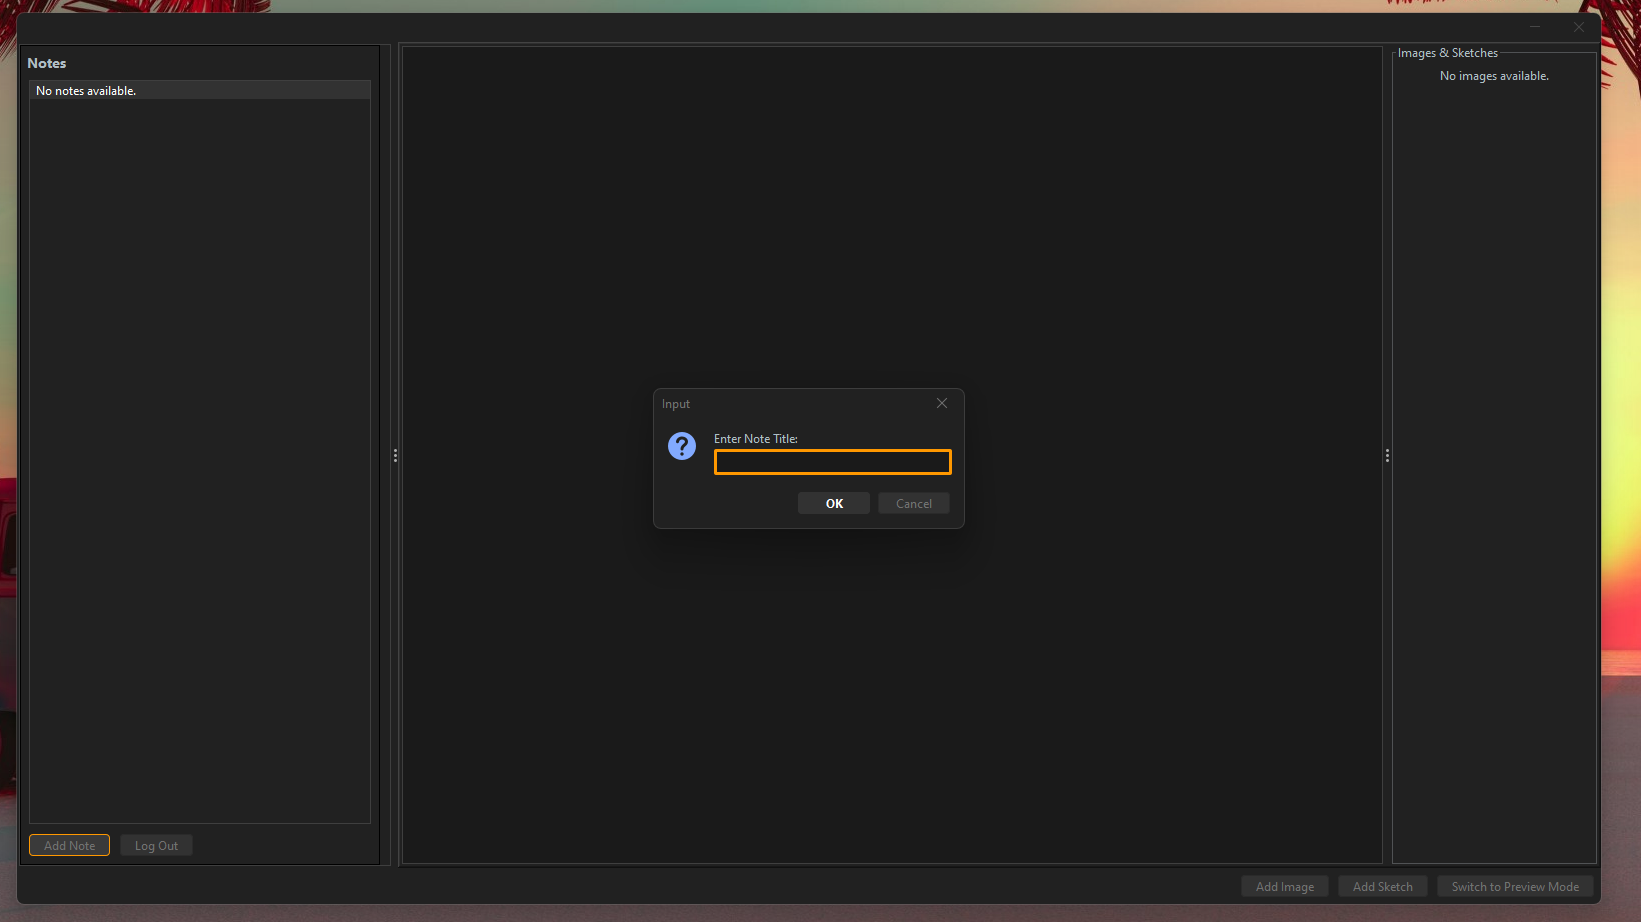 Notes
No notes available.
Images & Sketches
No images available.
Input
?
Enter Note Title:
OK
Cancel
Add Note
Log Out
Add Image
Add Sketch
Switch to Preview Mode